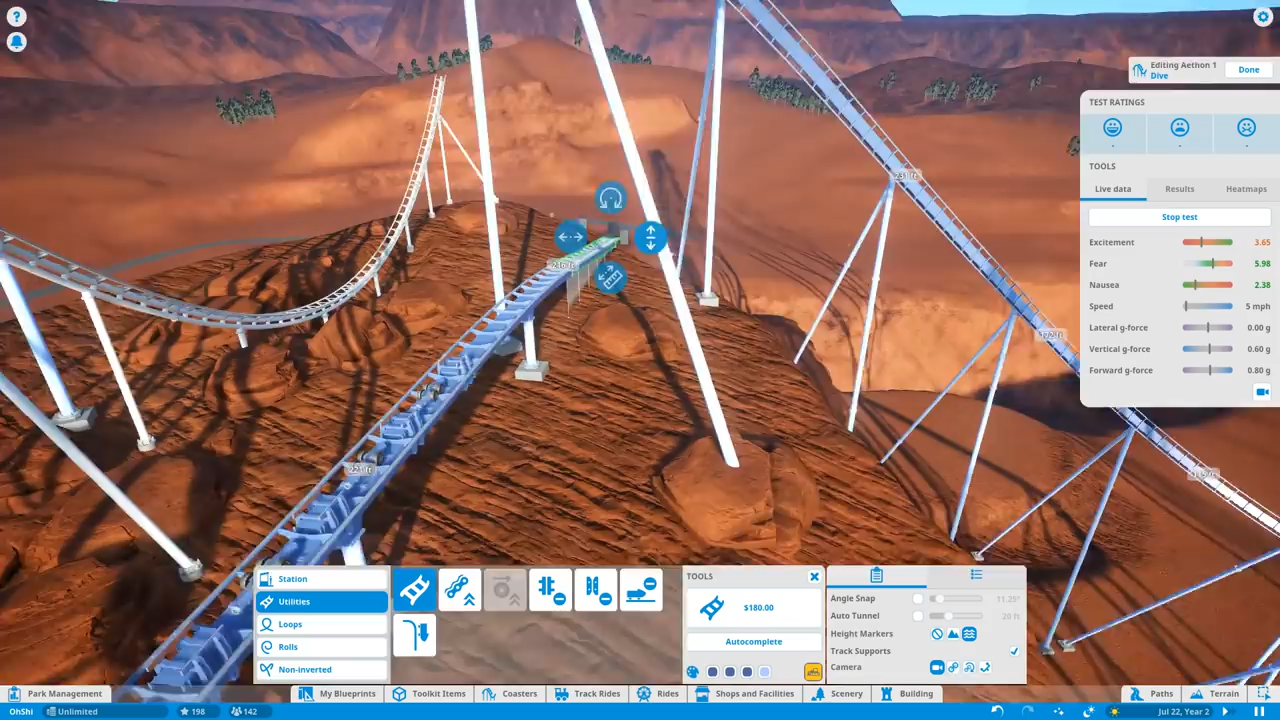 ?
Editing Aethon 1
Dive
Done
TEST RATINGS
- - -
TOOLS
Live data Results Heatmaps
Stop test
Excitement 3.65
Fear 5.98
Nausea 2.38
Speed 5 mph
Lateral g-force 0.00 g
Vertical g-force 0.60 g
Forward g-force 0.80 g
221 ft
Station
Utilities
Loops
Rolls
Non-inverted
TOOLS
$180.00
Autocomplete
Angle Snap 11.25°
Auto Tunnel 20 ft
Height Markers
Track Supports
Camera
Park Management
My Blueprints
Toolkit Items
Coasters
Track Rides
Rides
Shops and Facilities
Scenery
Building
Paths
Terrain
OhShi
Unlimited
198
142
Jul 22, Year 2